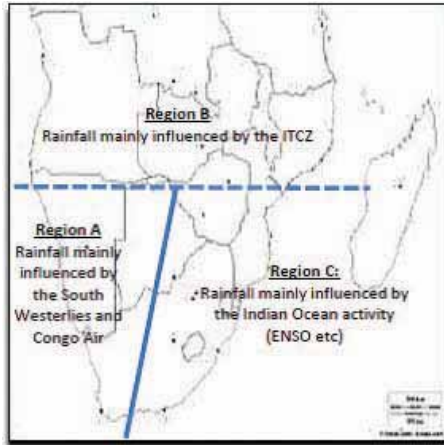 Region B
Rainfall mainly influenced by the ITCZ
Region A
Rainfall mainly
influenced by
the South
Westerlies and
Congo Air
Region C:
Rainfall mainly influenced by
the Indian Ocean activity
(ENSO etc)